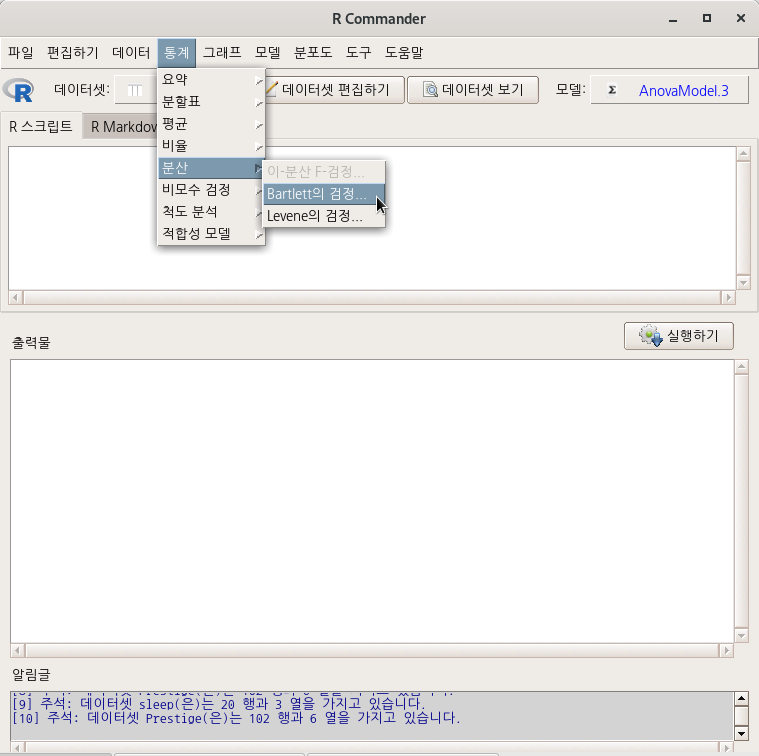 R Commander
파일 편집하기 데이터 통계 그래프 모델 분포도 도구 도움말
데이터셋: 데이터셋 편집하기 데이터셋 보기 모델: Σ AnovaModel.3
R 스크립트 R Markdow
요약
분할표
평균
비율
분산
비모수 검정
척도 분석
적합성 모델
이-분산 F-검정...
Bartlett의 검정...
Levene의 검정...
실행하기
출력물
알림글
[9] 주석: 데이터셋 sleep(은)는 20 행과 3 열을 가지고 있습니다.
[10] 주석: 데이터셋 Prestige(은)는 102 행과 6 열을 가지고 있습니다.